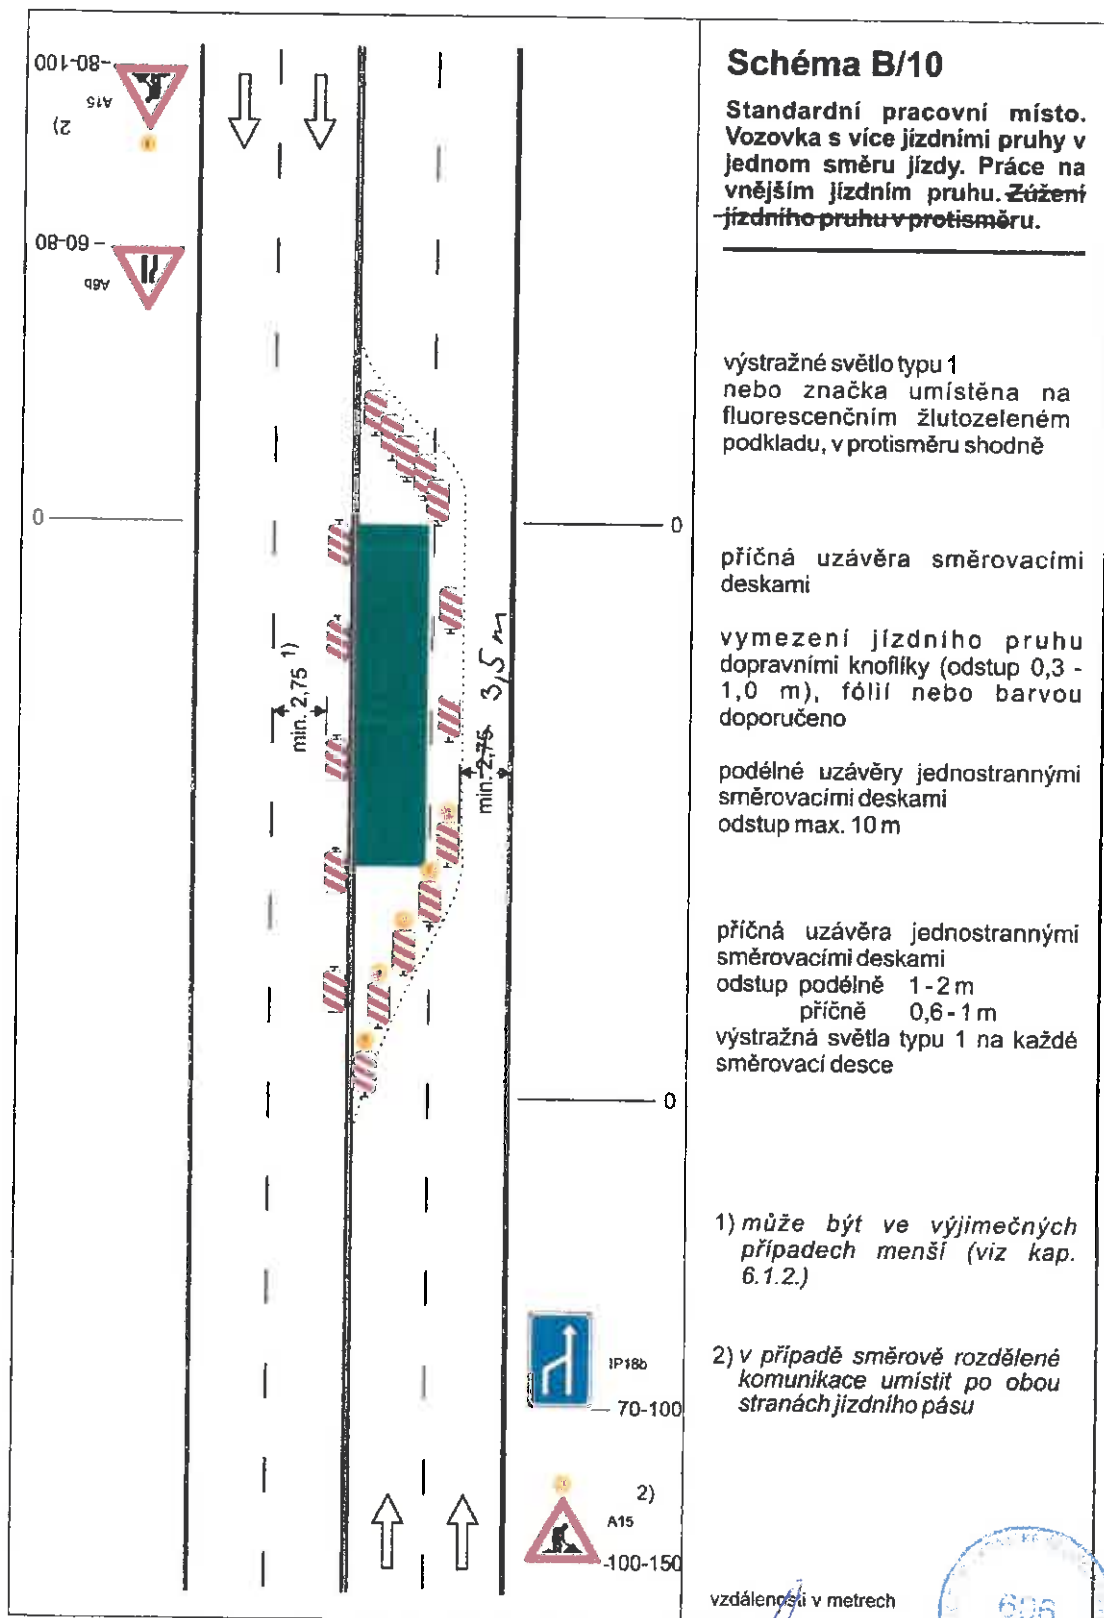 Schéma B/10
Standardní pracovní místo.
Vozovka s více jízdními pruhy v
jednom směru jízdy. Práce na
vnějším jízdním pruhu. Zúžení
jízdního pruhu v protisměru.
výstražné světlo typu 1
nebo značka umístěna na
fluorescenčním žlutozeleném
podkladu, v protisměru shodně
příčná uzávěra směrovacími
deskami
vymezení jízdního pruhu
dopravními knoflíky (odstup 0,3 -
1,0 m), fólií nebo barvou
doporučeno
podélné uzávěry jednostrannými
směrovacími deskami
odstup max. 10 m
příčná uzávěra jednostrannými
směrovacími deskami
odstup podélně 1 - 2 m
příčně 0,6 - 1 m
výstražná světla typu 1 na každé
směrovací desce
1) může být ve výjimečných
případech menší (viz kap.
6.1.2.)
2) v případě směrově rozdělené
komunikace umístit po obou
stranách jízdního pásu
vzdálenosti v metrech
606
80-100
A15
2)
60-80
A6b
0
0
min. 2,75 1)
min. 2,75 3,5 m
0
IP18b
70-100
2)
A15
100-150